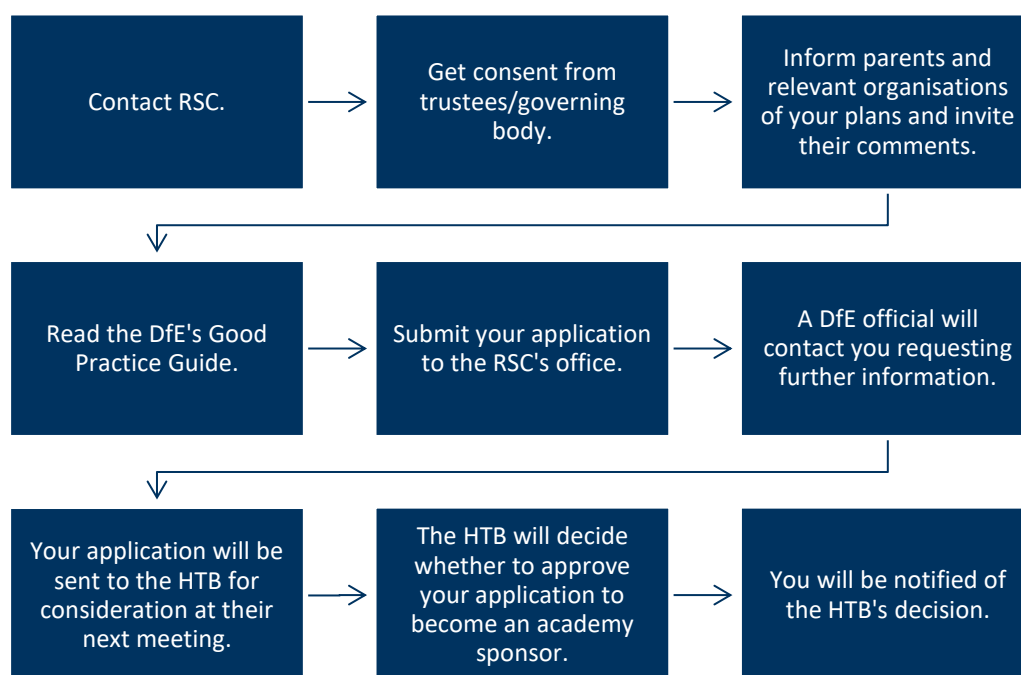 Contact RSC.
Get consent from
trustees/governing
body.
Inform parents and
relevant organisations
of your plans and invite
their comments.
Read the DfE's Good
Practice Guide.
Submit your application
to the RSC's office.
A DfE official will
contact you requesting
further information.
Your application will be
sent to the HTB for
consideration at their
next meeting.
The HTB will decide
whether to approve
your application to
become an academy
sponsor.
You will be notified of
the HTB's decision.